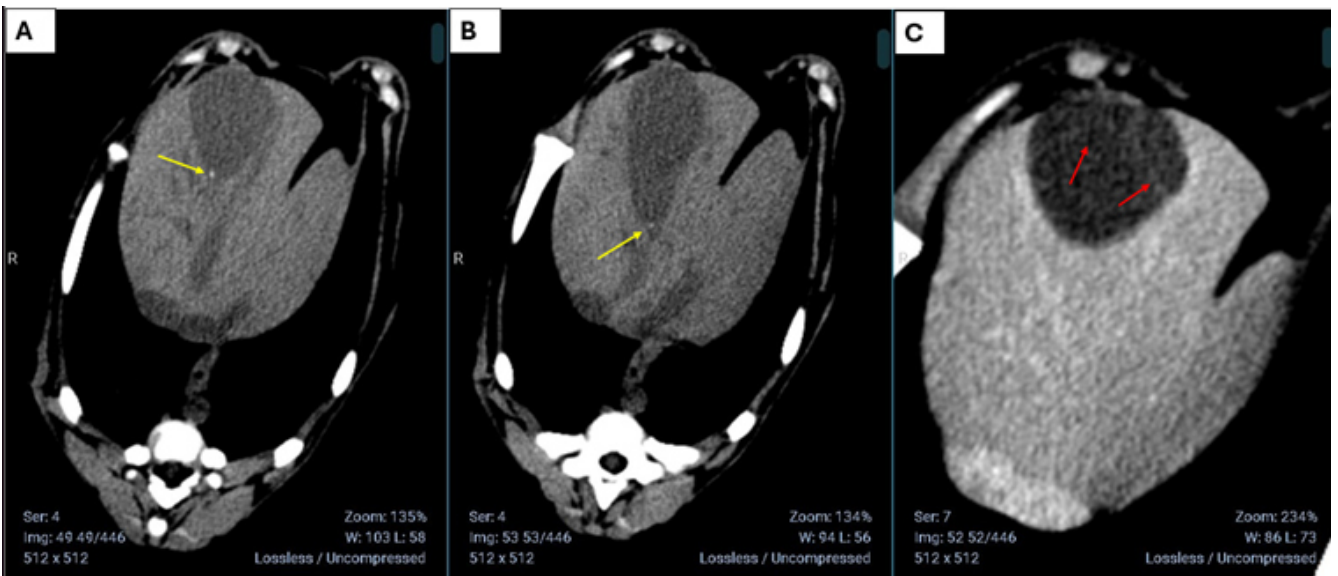 A
B
C
R
R
R
Ser: 4
Img: 49 49/446
512 x 512
Zoom: 135%
W: 103 L: 58
Lossless / Uncompressed
Ser: 4
Img: 53 53/446
512 x 512
Zoom: 134%
W: 94 L: 56
Lossless / Uncompressed
Ser: 7
Img: 52 52/446
512 x 512
Zoom: 234%
W: 86 L: 73
Lossless / Uncompressed